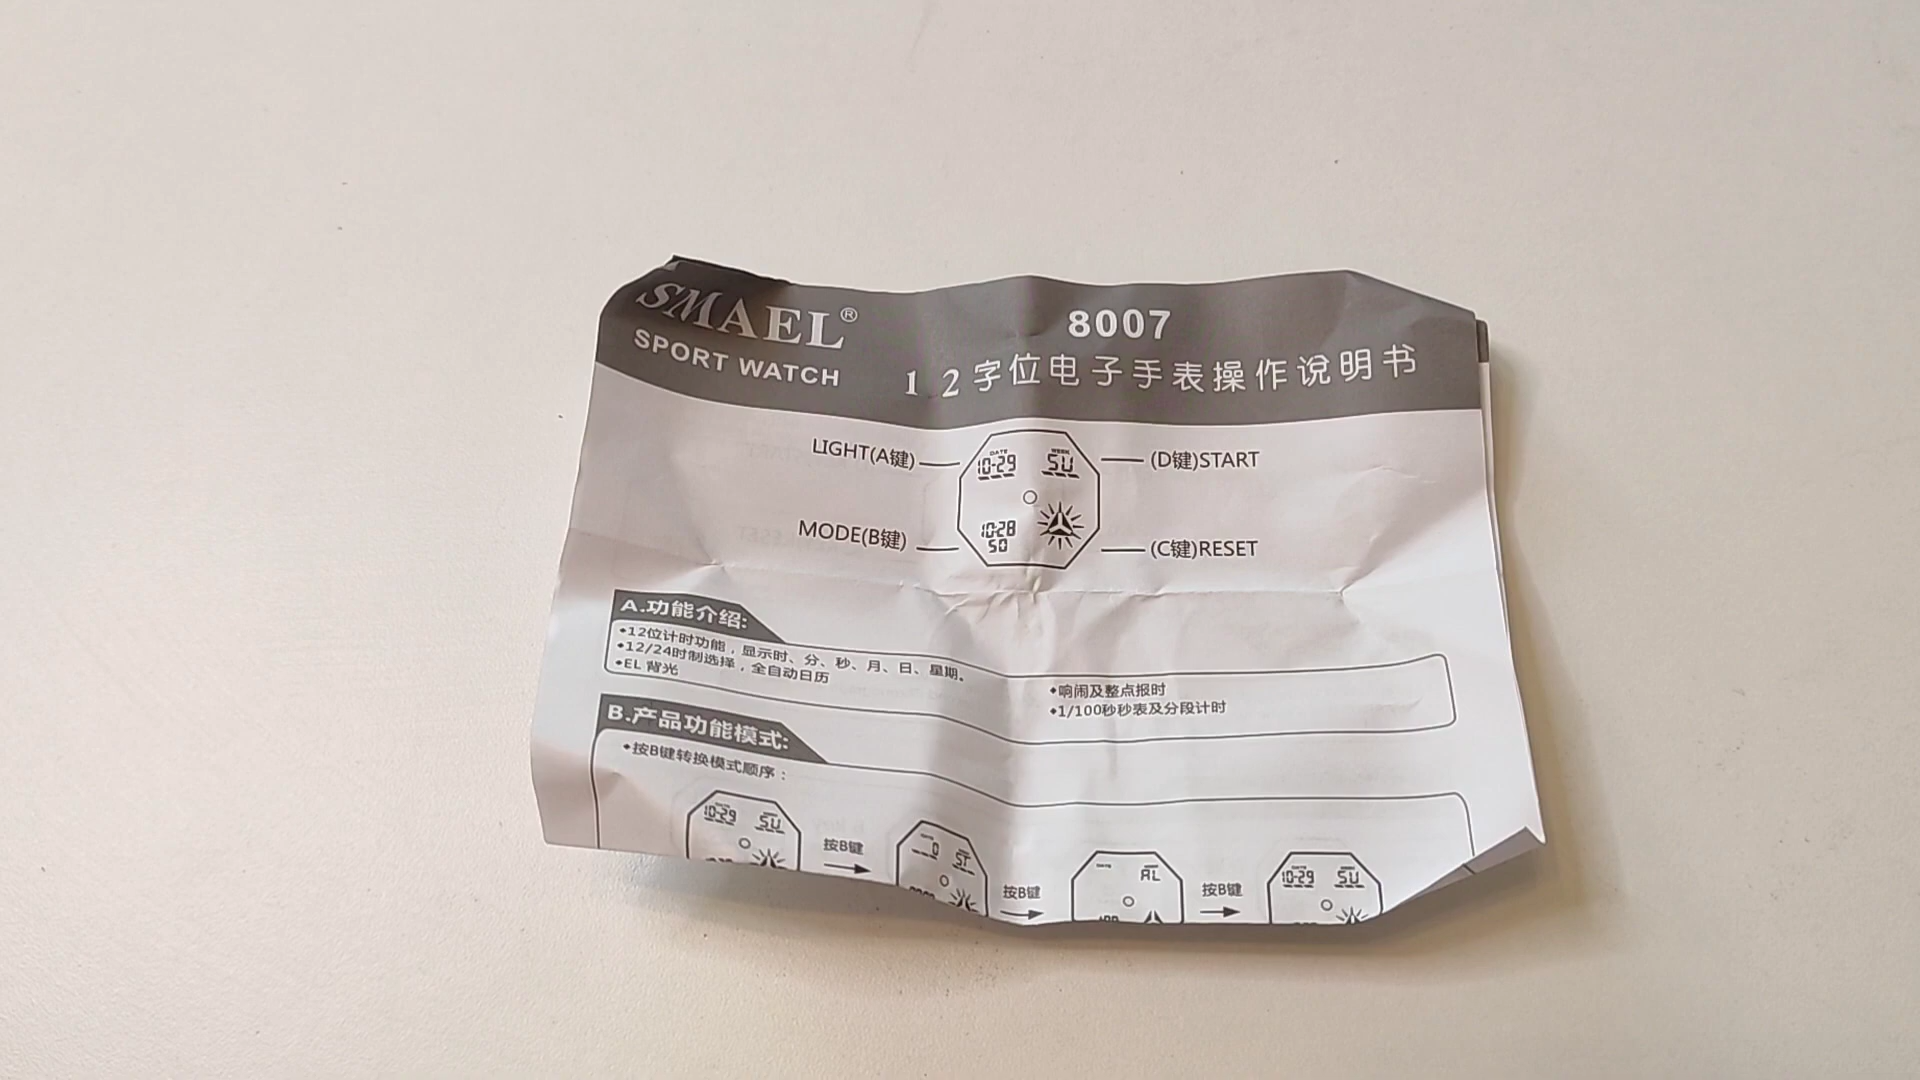 SMAEL®
SPORT WATCH
8007
12字位电子手表操作说明书
LIGHT(A键)
(D键)START
DATE
WEEK
10-29
SU
MODE(B键)
(C键)RESET
10:28
50
A.功能介绍:
•12位计时功能，显示时、分、秒、月、日、星期。
•12/24时制选择，全自动日历
•EL 背光
•响闹及整点报时
•1/100秒秒表及分段计时
B.产品功能模式:
•按B键转换模式顺序：
10-29
SU
按B键
0
ST
按B键
DATE
AL
按B键
DATE
10-29
SU